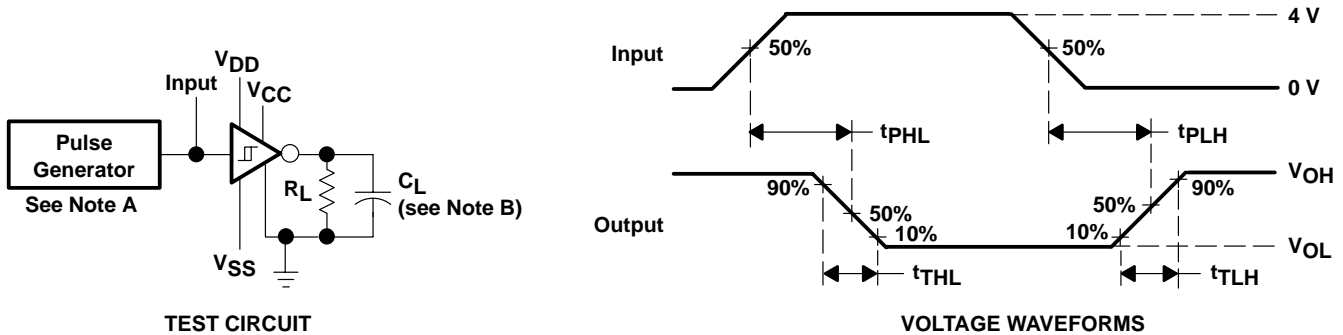 VDD
Input
VCC
Pulse
Generator
See Note A
RL
CL
(see Note B)
VSS
TEST CIRCUIT
4 V
50%
50%
Input
0 V
tPHL
tPLH
VOH
90%
90%
50%
50%
Output
10%
10%
VOL
tTHL
tTLH
VOLTAGE WAVEFORMS